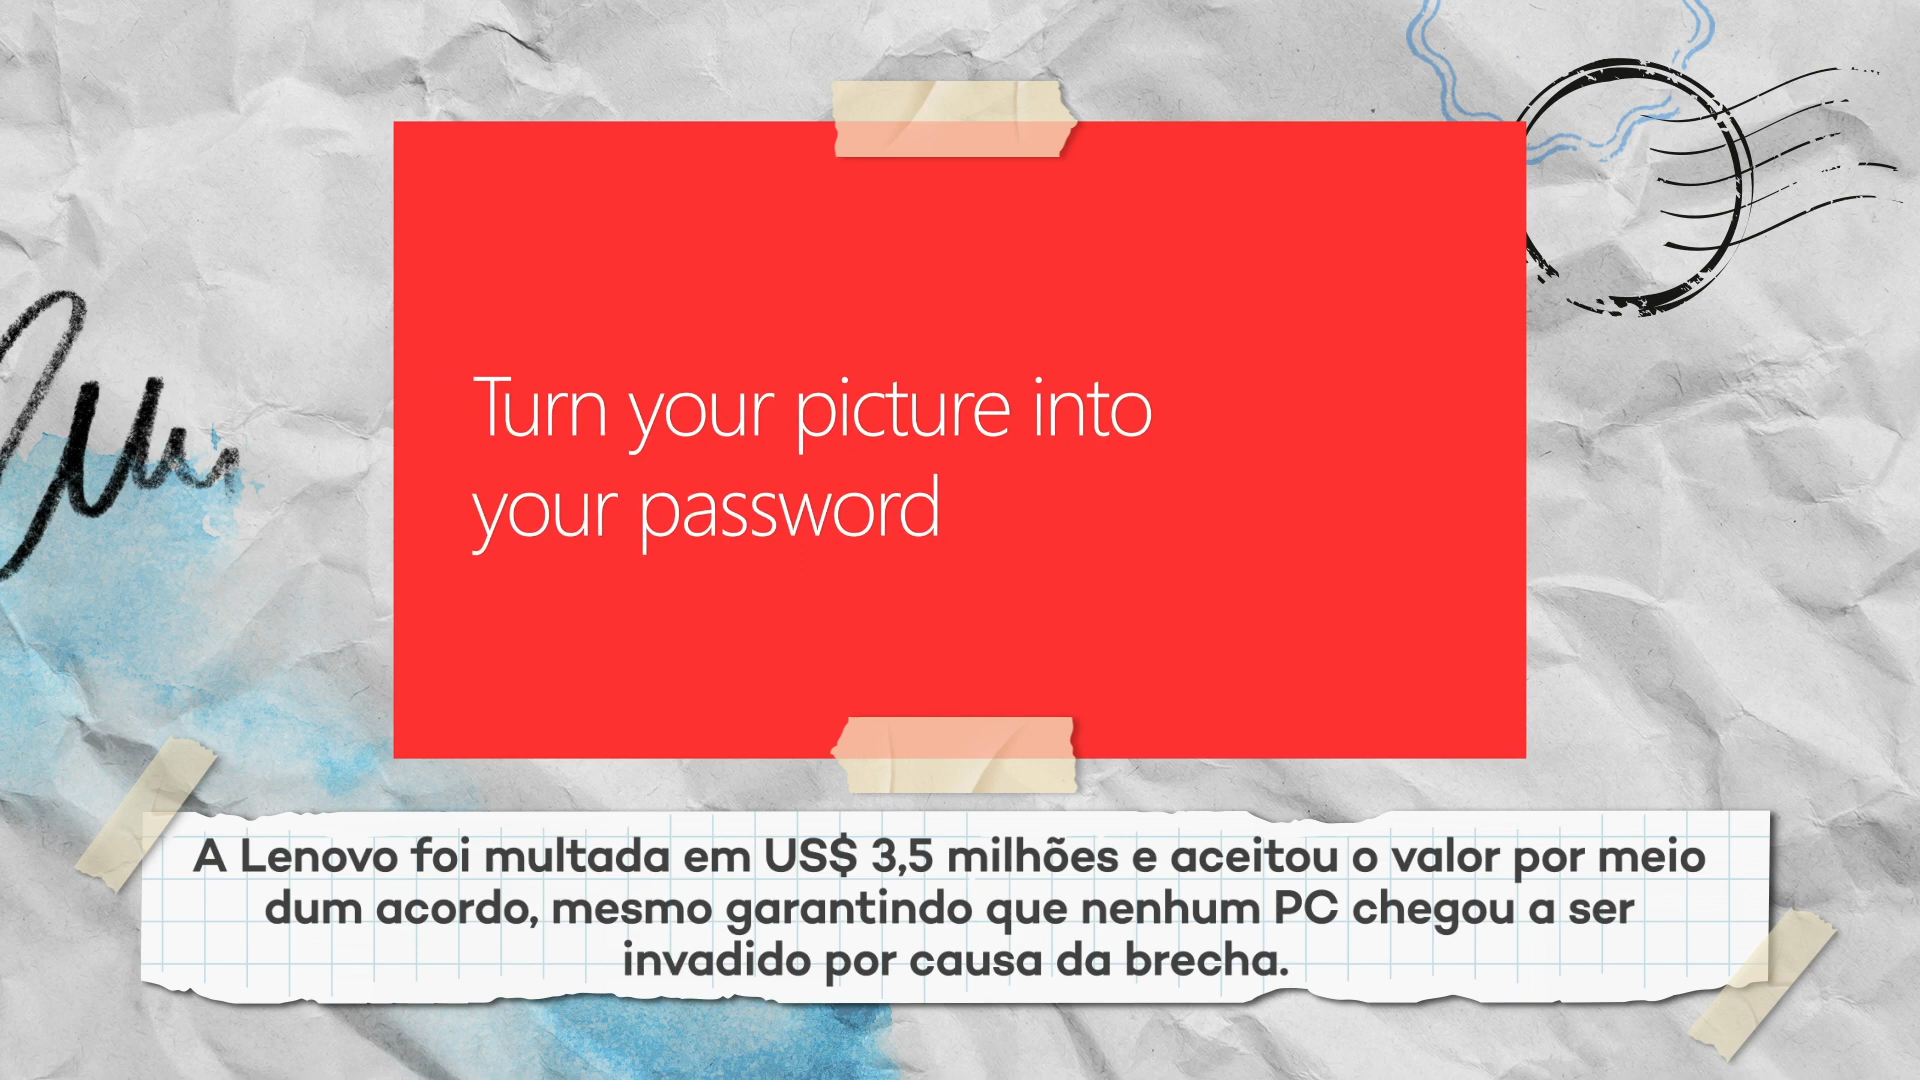 Turn your picture into
your password
A Lenovo foi multada em US$ 3,5 milhões e aceitou o valor por meio
dum acordo, mesmo garantindo que nenhum PC chegou a ser
invadido por causa da brecha.